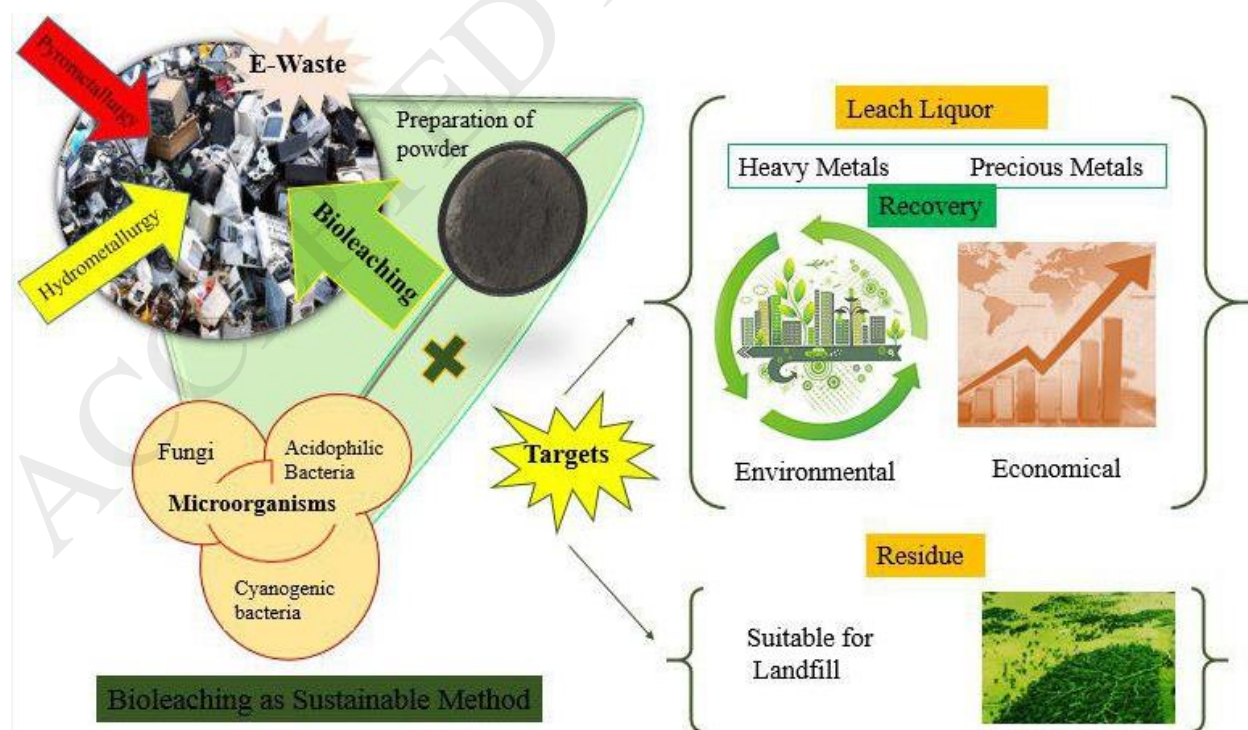 Pyrometallurgy
E-Waste
Hydrometallurgy
Bioleaching
Preparation of
powder
Fungi
Acidophilic
Bacteria
Microorganisms
Cyanogenic
bacteria
Bioleaching as Sustainable Method
Targets
Leach Liquor
Heavy Metals
Precious Metals
Recovery
Environmental
Economical
Residue
Suitable for
Landfill